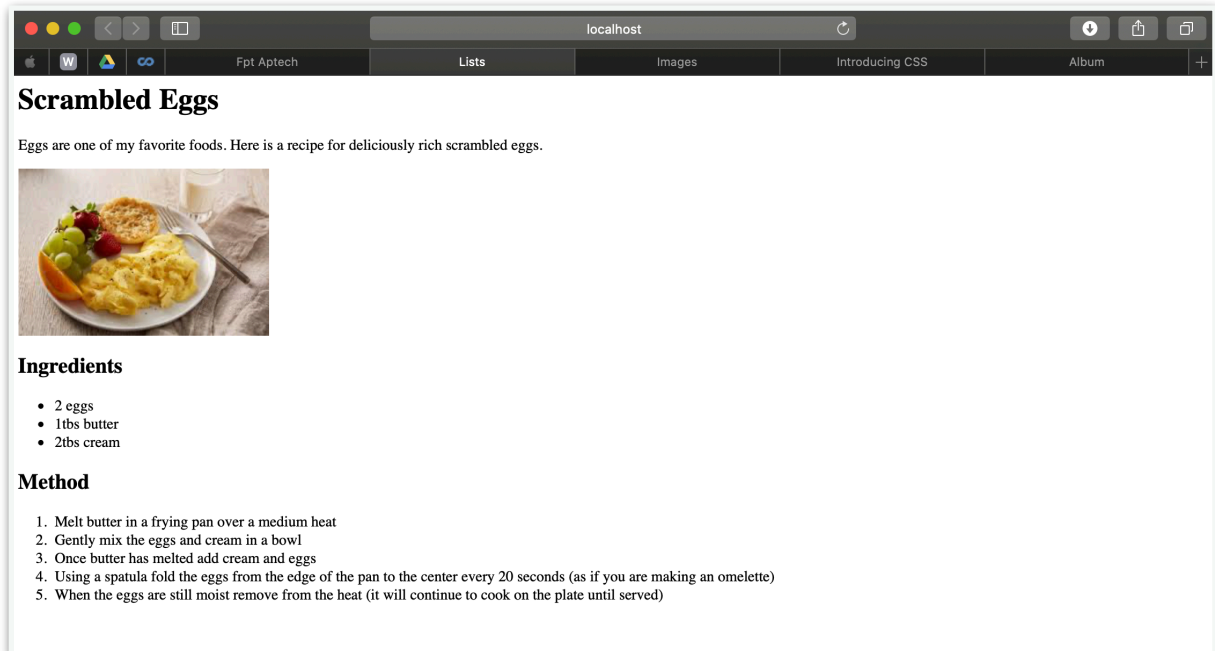 localhost
W
Fpt Aptech
Lists
Images
Introducing CSS
Album
Scrambled Eggs
Eggs are one of my favorite foods. Here is a recipe for deliciously rich scrambled eggs.
Ingredients
• 2 eggs
• 1tbs butter
• 2tbs cream
Method
1. Melt butter in a frying pan over a medium heat
2. Gently mix the eggs and cream in a bowl
3. Once butter has melted add cream and eggs
4. Using a spatula fold the eggs from the edge of the pan to the center every 20 seconds (as if you are making an omelette)
5. When the eggs are still moist remove from the heat (it will continue to cook on the plate until served)